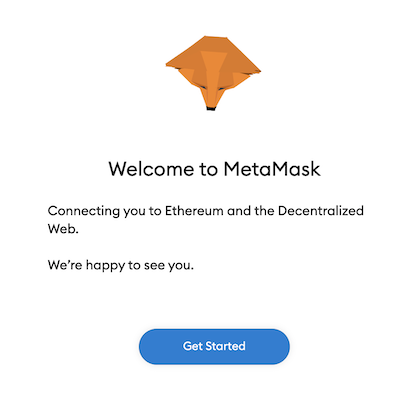 Welcome to MetaMask
Connecting you to Ethereum and the Decentralized
Web.
We're happy to see you.
Get Started